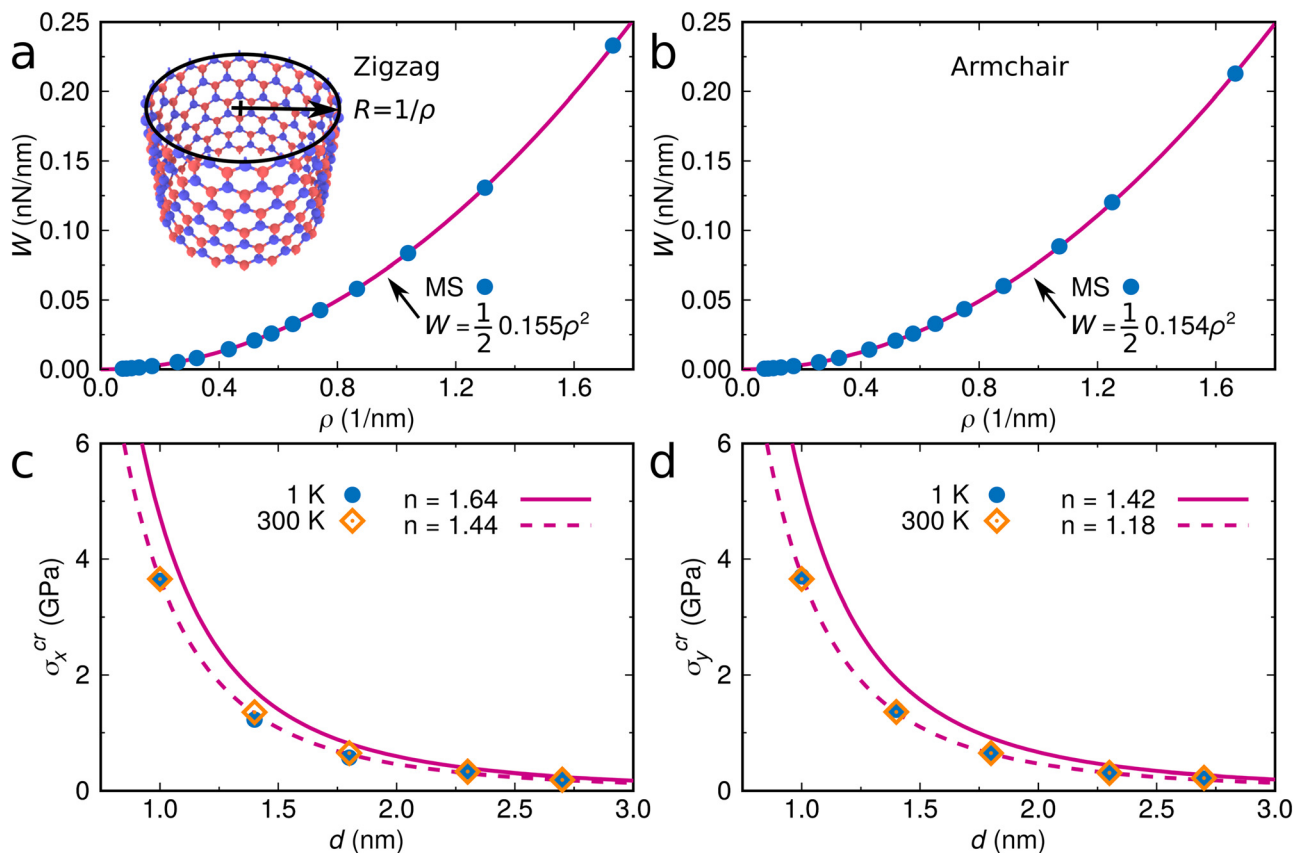 a
Zigzag
R=1/ρ
MS
W = 1/2 0.155ρ²
W (nN/nm)
0.25
0.20
0.15
0.10
0.05
0.00
0.0 0.4 0.8 1.2 1.6
ρ (1/nm)
b
Armchair
MS
W = 1/2 0.154ρ²
W (nN/nm)
0.25
0.20
0.15
0.10
0.05
0.00
0.0 0.4 0.8 1.2 1.6
ρ (1/nm)
c
1 K
300 K
n = 1.64
n = 1.44
σₓᶜʳ (GPa)
6
4
2
0
1.0 1.5 2.0 2.5 3.0
d (nm)
d
1 K
300 K
n = 1.42
n = 1.18
σ_y^cr (GPa)
6
4
2
0
1.0 1.5 2.0 2.5 3.0
d (nm)